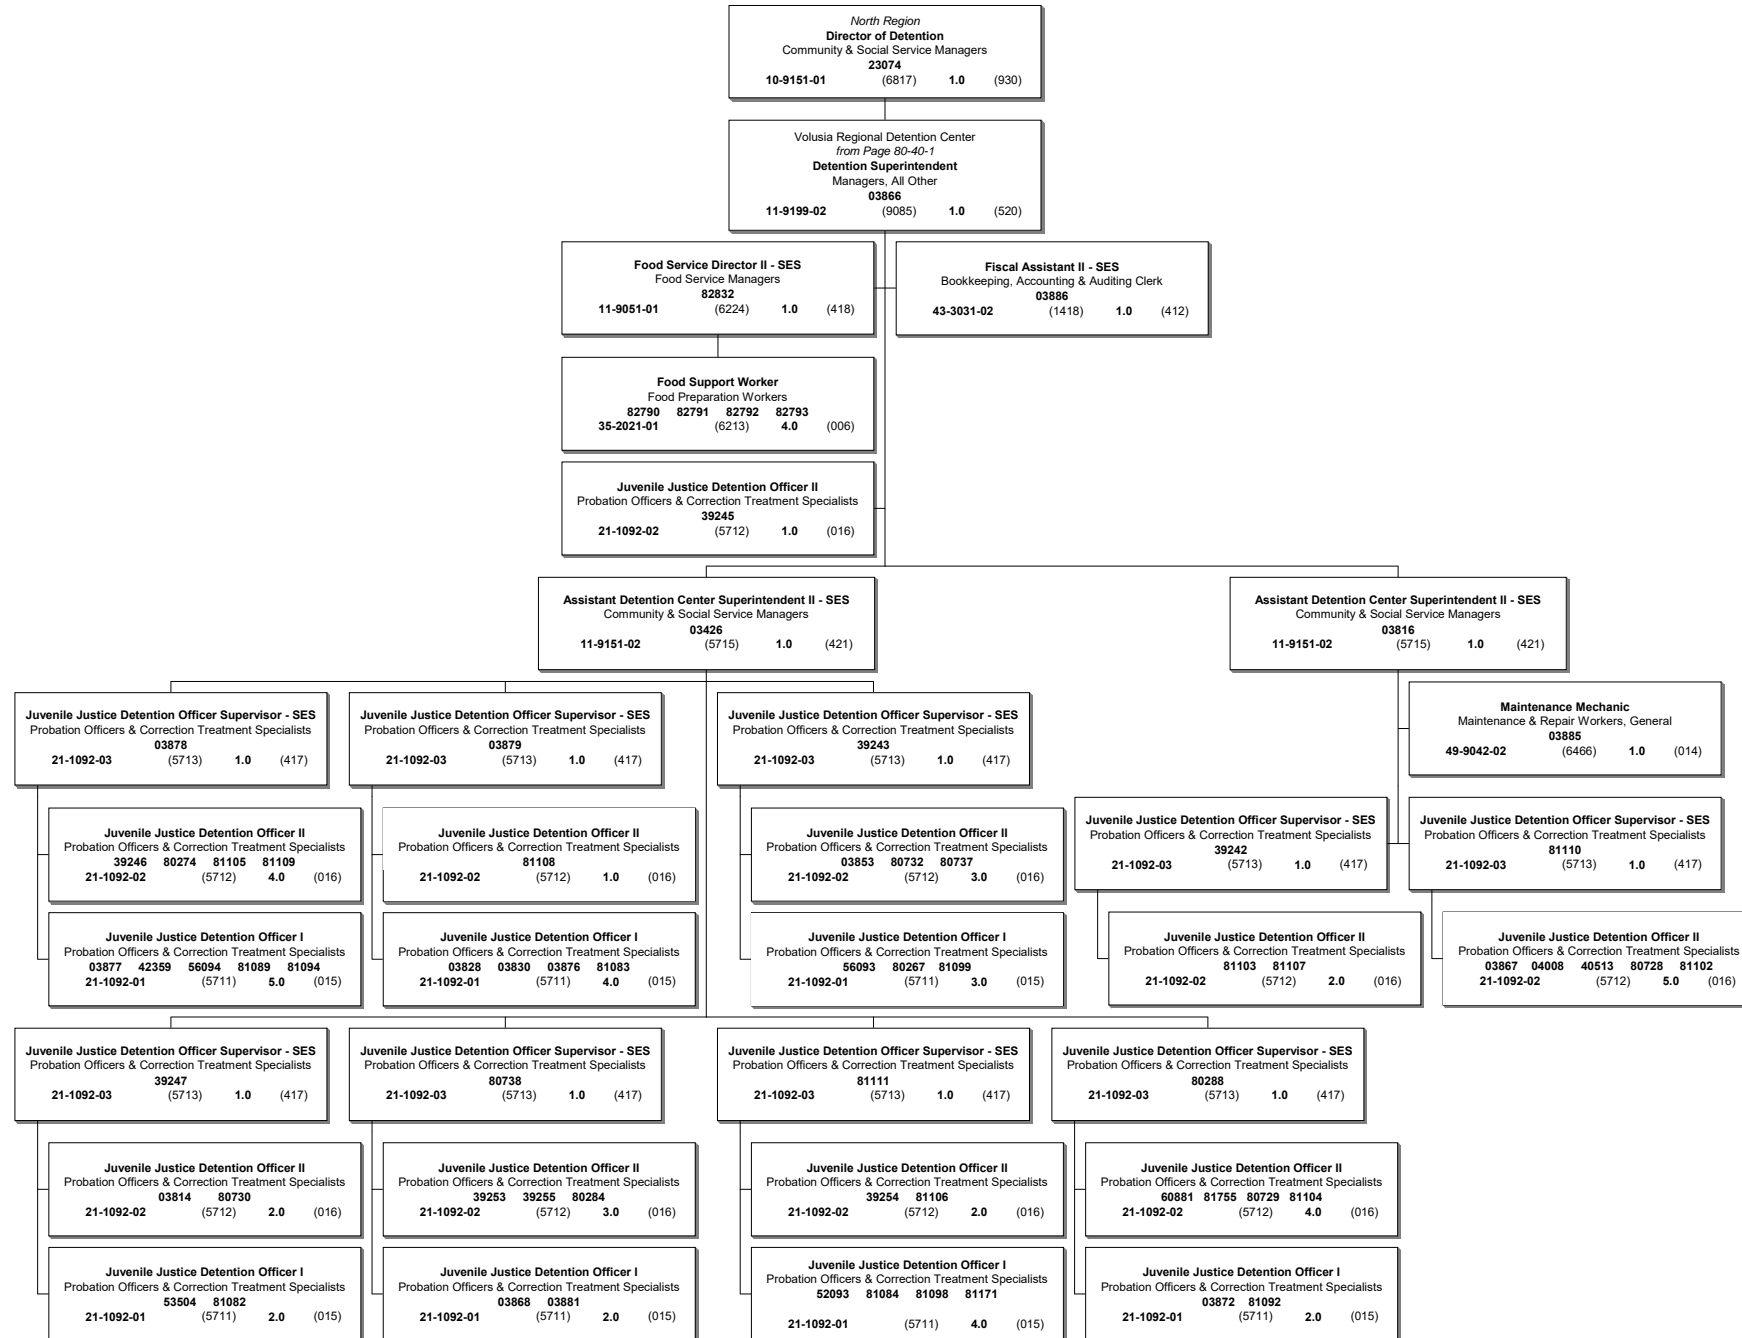 North Region
Director of Detention
Community & Social Service Managers
23074
10-9151-01 (6817) 1.0 (930)
Volusia Regional Detention Center
from Page 80-40-1
Detention Superintendent
Managers, All Other
03866
11-9199-02 (9085) 1.0 (520)
Food Service Director II - SES
Food Service Managers
82832
11-9051-01 (6224) 1.0 (418)
Fiscal Assistant II - SES
Bookkeeping, Accounting & Auditing Clerk
03886
43-3031-02 (1418) 1.0 (412)
Food Support Worker
Food Preparation Workers
82790 82791 82792 82793
35-2021-01 (6213) 4.0 (006)
Juvenile Justice Detention Officer II
Probation Officers & Correction Treatment Specialists
39245
21-1092-02 (5712) 1.0 (016)
Assistant Detention Center Superintendent II - SES
Community & Social Service Managers
03426
11-9151-02 (5715) 1.0 (421)
Assistant Detention Center Superintendent II - SES
Community & Social Service Managers
03816
11-9151-02 (5715) 1.0 (421)
Juvenile Justice Detention Officer Supervisor - SES
Probation Officers & Correction Treatment Specialists
03878
21-1092-03 (5713) 1.0 (417)
Juvenile Justice Detention Officer Supervisor - SES
Probation Officers & Correction Treatment Specialists
03879
21-1092-03 (5713) 1.0 (417)
Juvenile Justice Detention Officer Supervisor - SES
Probation Officers & Correction Treatment Specialists
39243
21-1092-03 (5713) 1.0 (417)
Maintenance Mechanic
Maintenance & Repair Workers, General
03885
49-9042-02 (6466) 1.0 (014)
Juvenile Justice Detention Officer II
Probation Officers & Correction Treatment Specialists
39246 80274 81105 81109
21-1092-02 (5712) 4.0 (016)
Juvenile Justice Detention Officer II
Probation Officers & Correction Treatment Specialists
81108
21-1092-02 (5712) 1.0 (016)
Juvenile Justice Detention Officer II
Probation Officers & Correction Treatment Specialists
03853 80732 80737
21-1092-02 (5712) 3.0 (016)
Juvenile Justice Detention Officer Supervisor - SES
Probation Officers & Correction Treatment Specialists
39242
21-1092-03 (5713) 1.0 (417)
Juvenile Justice Detention Officer Supervisor - SES
Probation Officers & Correction Treatment Specialists
81110
21-1092-03 (5713) 1.0 (417)
Juvenile Justice Detention Officer I
Probation Officers & Correction Treatment Specialists
03877 42359 56094 81089 81094
21-1092-01 (5711) 5.0 (015)
Juvenile Justice Detention Officer I
Probation Officers & Correction Treatment Specialists
03828 03830 03876 81083
21-1092-01 (5711) 4.0 (015)
Juvenile Justice Detention Officer I
Probation Officers & Correction Treatment Specialists
56093 80267 81099
21-1092-01 (5711) 3.0 (015)
Juvenile Justice Detention Officer II
Probation Officers & Correction Treatment Specialists
81103 81107
21-1092-02 (5712) 2.0 (016)
Juvenile Justice Detention Officer II
Probation Officers & Correction Treatment Specialists
03867 04008 40513 80728 81102
21-1092-02 (5712) 5.0 (016)
Juvenile Justice Detention Officer Supervisor - SES
Probation Officers & Correction Treatment Specialists
39247
21-1092-03 (5713) 1.0 (417)
Juvenile Justice Detention Officer Supervisor - SES
Probation Officers & Correction Treatment Specialists
80738
21-1092-03 (5713) 1.0 (417)
Juvenile Justice Detention Officer Supervisor - SES
Probation Officers & Correction Treatment Specialists
81111
21-1092-03 (5713) 1.0 (417)
Juvenile Justice Detention Officer Supervisor - SES
Probation Officers & Correction Treatment Specialists
80288
21-1092-03 (5713) 1.0 (417)
Juvenile Justice Detention Officer II
Probation Officers & Correction Treatment Specialists
03814 80730
21-1092-02 (5712) 2.0 (016)
Juvenile Justice Detention Officer II
Probation Officers & Correction Treatment Specialists
39253 39255 80284
21-1092-02 (5712) 3.0 (016)
Juvenile Justice Detention Officer II
Probation Officers & Correction Treatment Specialists
39254 81106
21-1092-02 (5712) 2.0 (016)
Juvenile Justice Detention Officer II
Probation Officers & Correction Treatment Specialists
60881 81755 80729 81104
21-1092-02 (5712) 4.0 (016)
Juvenile Justice Detention Officer I
Probation Officers & Correction Treatment Specialists
53504 81082
21-1092-01 (5711) 2.0 (015)
Juvenile Justice Detention Officer I
Probation Officers & Correction Treatment Specialists
03868 03881
21-1092-01 (5711) 2.0 (015)
Juvenile Justice Detention Officer I
Probation Officers & Correction Treatment Specialists
52093 81084 81098 81171
21-1092-01 (5711) 4.0 (015)
Juvenile Justice Detention Officer I
Probation Officers & Correction Treatment Specialists
03872 81092
21-1092-01 (5711) 2.0 (015)